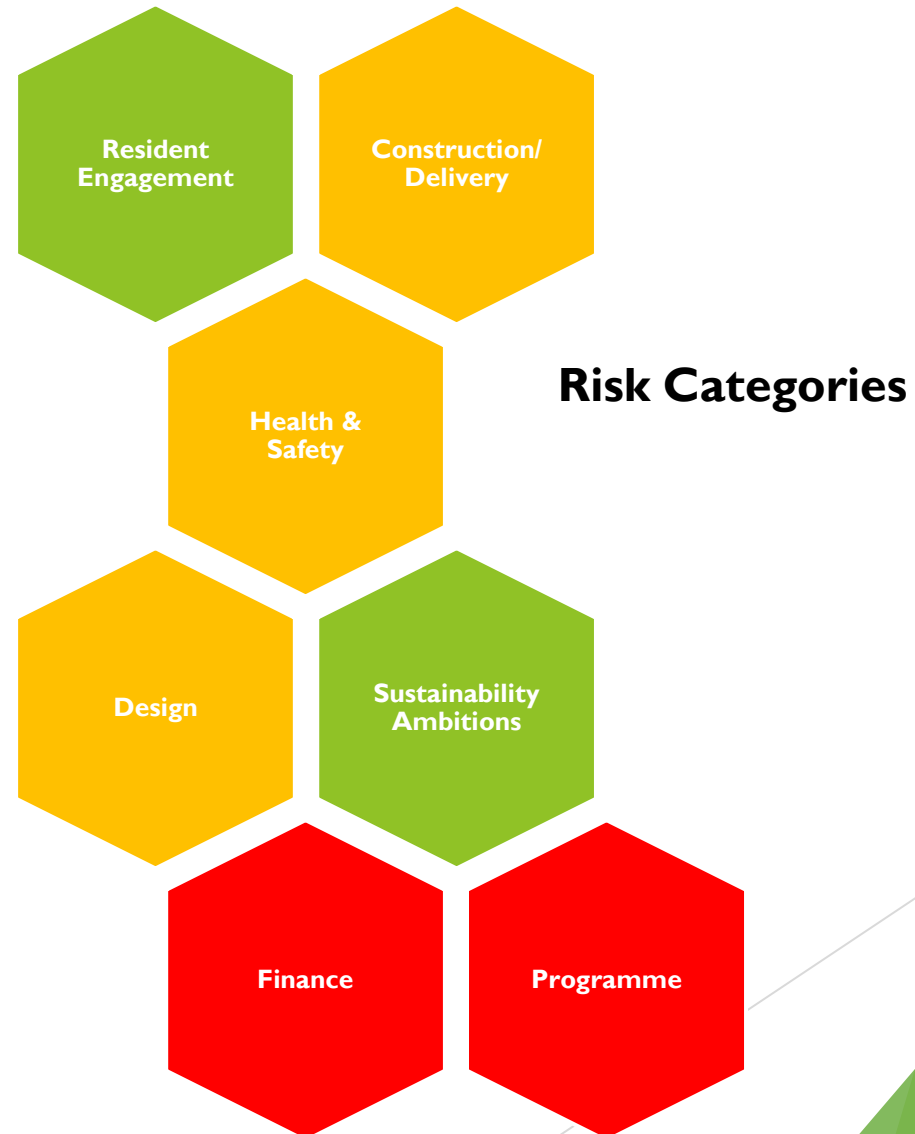 Resident
Engagement
Construction/
Delivery
Risk Categories
Health &
Safety
Design
Sustainability
Ambitions
Finance
Programme